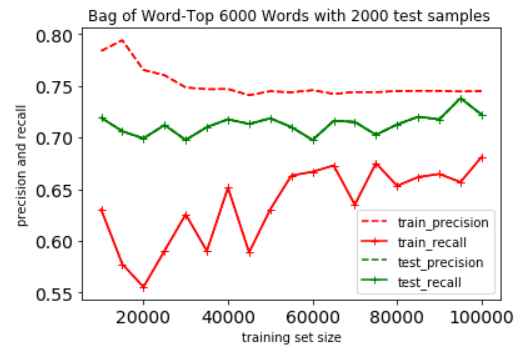 Bag of Word-Top 6000 Words with 2000 test samples
0.80
0.75
0.70
0.65
0.60
0.55
precision and recall
train_precision
train_recall
test_precision
test_recall
20000 40000 60000 80000 100000
training set size